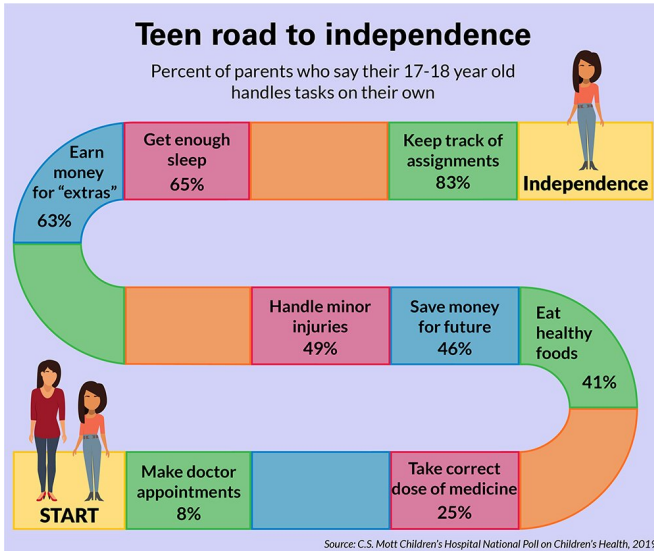 Teen road to independence
Percent of parents who say their 17-18 year old
handles tasks on their own
Earn
money
for “extras”
63%
Get enough
sleep
65%
Keep track of
assignments
83%
Independence
Handle minor
injuries
49%
Save money
for future
46%
Eat
healthy
foods
41%
START
Make doctor
appointments
8%
Take correct
dose of medicine
25%
Source: C.S. Mott Children's Hospital National Poll on Children's Health, 2019